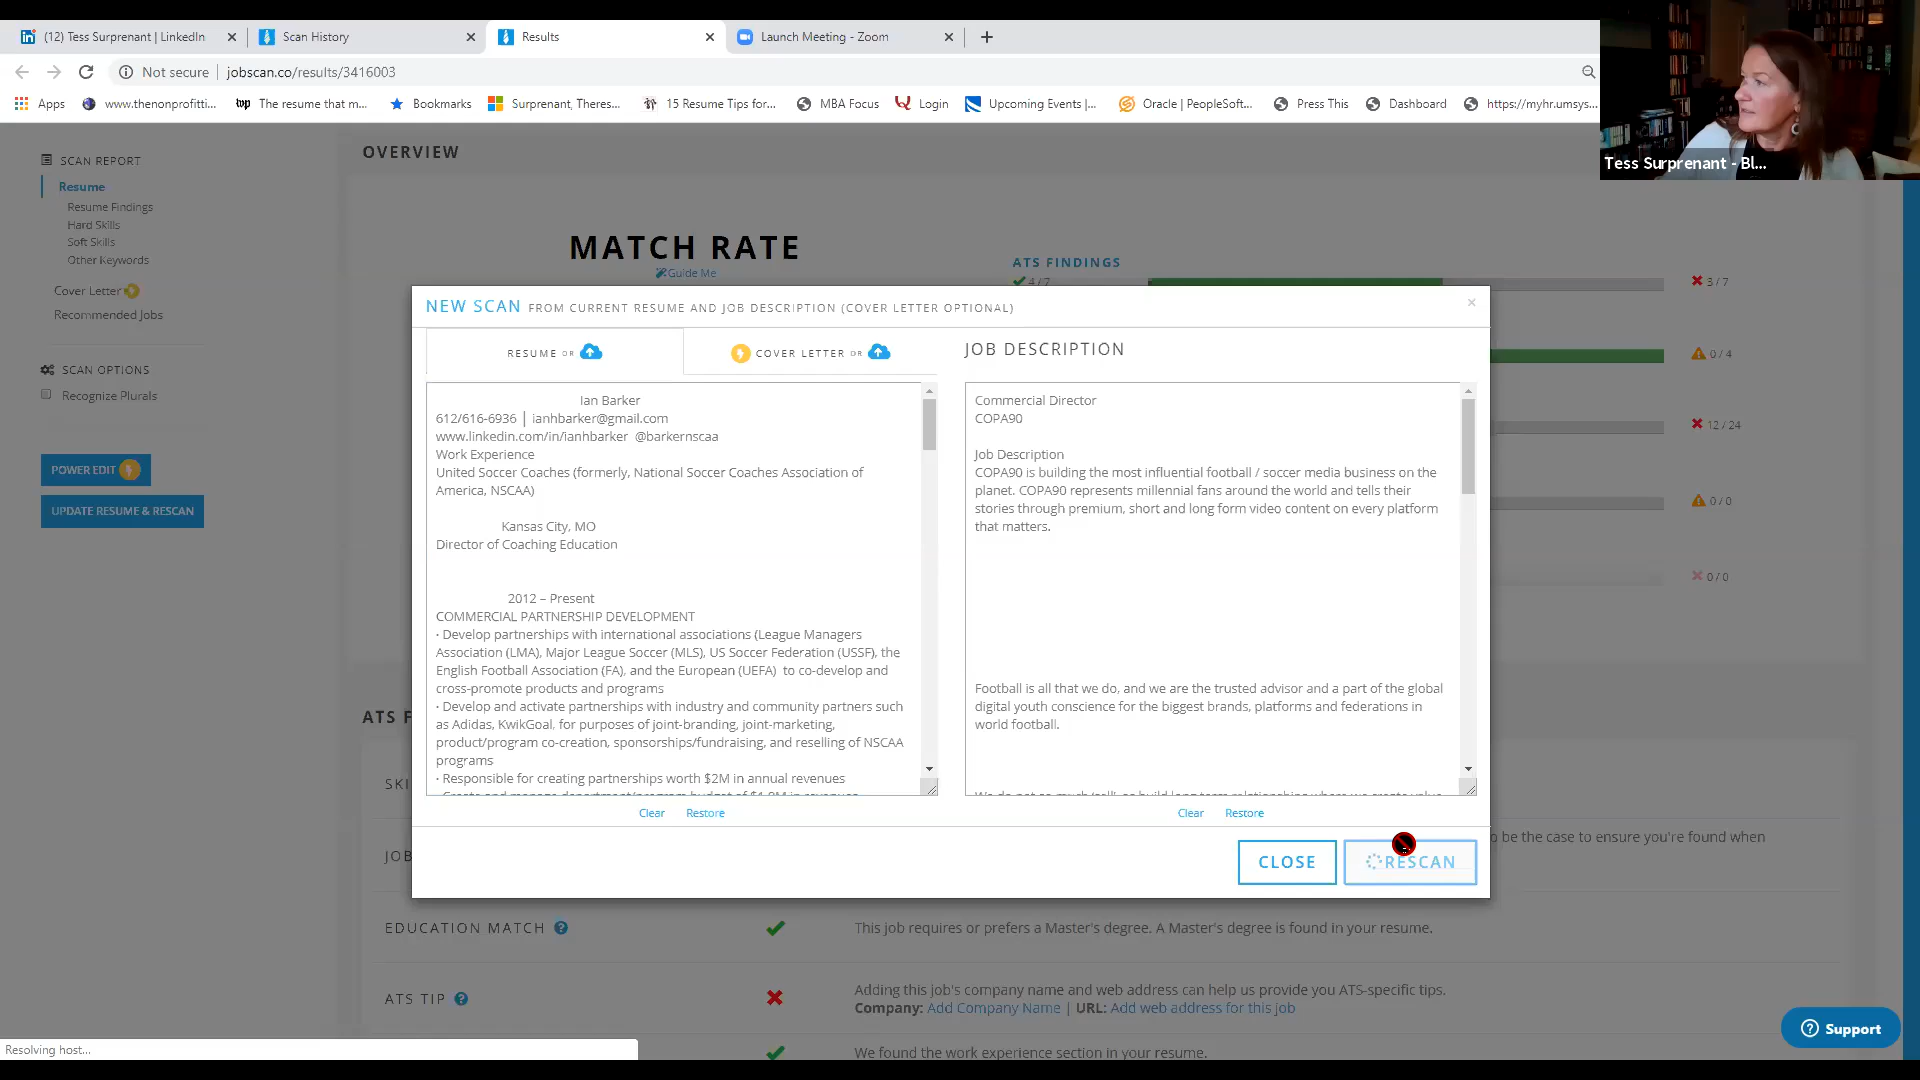 (12) Tess Surprenant | LinkedIn
Scan History
Results
Launch Meeting - Zoom
Not secure
jobscan.co/results/3416003
Apps
www.thenonprofitti...
The resume that m...
Bookmarks
Surprenant, Theres...
15 Resume Tips for...
MBA Focus
Login
Upcoming Events |...
Oracle | PeopleSoft...
Press This
Dashboard
https://myhr.umsys...
Tess Surprenant - Bl...
SCAN REPORT
Resume
Resume Findings
Hard Skills
Soft Skills
Other Keywords
Cover Letter
Recommended Jobs
SCAN OPTIONS
Recognize Plurals
POWER EDIT
UPDATE RESUME & RESCAN
OVERVIEW
MATCH RATE
Guide Me
ATS FINDINGS
4 / 7
3 / 7
0 / 4
12 / 24
0 / 0
0 / 0
NEW SCAN FROM CURRENT RESUME AND JOB DESCRIPTION (COVER LETTER OPTIONAL)
RESUME OR
COVER LETTER OR
JOB DESCRIPTION
Ian Barker
612/616-6936 │ ianhbarker@gmail.com
www.linkedin.com/in/ianhbarker @barkernscaa
Work Experience
United Soccer Coaches (formerly, National Soccer Coaches Association of
America, NSCAA)
Kansas City, MO
Director of Coaching Education
2012 – Present
COMMERCIAL PARTNERSHIP DEVELOPMENT
· Develop partnerships with international associations (League Managers
Association (LMA), Major League Soccer (MLS), US Soccer Federation (USSF), the
English Football Association (FA), and the European (UEFA) to co-develop and
cross-promote products and programs
· Develop and activate partnerships with industry and community partners such
as Adidas, KwikGoal, for purposes of joint-branding, joint-marketing,
product/program co-creation, sponsorships/fundraising, and reselling of NSCAA
programs
· Responsible for creating partnerships worth $2M in annual revenues
Commercial Director
COPA90
Job Description
COPA90 is building the most influential football / soccer media business on the
planet. COPA90 represents millennial fans around the world and tells their
stories through premium, short and long form video content on every platform
that matters.
Football is all that we do, and we are the trusted advisor and a part of the global
digital youth conscience for the biggest brands, platforms and federations in
world football.
Clear
Restore
Clear
Restore
CLOSE
RESCAN
ATS F
SKI
JOB
be the case to ensure you're found when
EDUCATION MATCH
This job requires or prefers a Master's degree. A Master's degree is found in your resume.
ATS TIP
Adding this job's company name and web address can help us provide you ATS-specific tips.
Company: Add Company Name | URL: Add web address for this job
We found the work experience section in your resume.
Support
Resolving host...